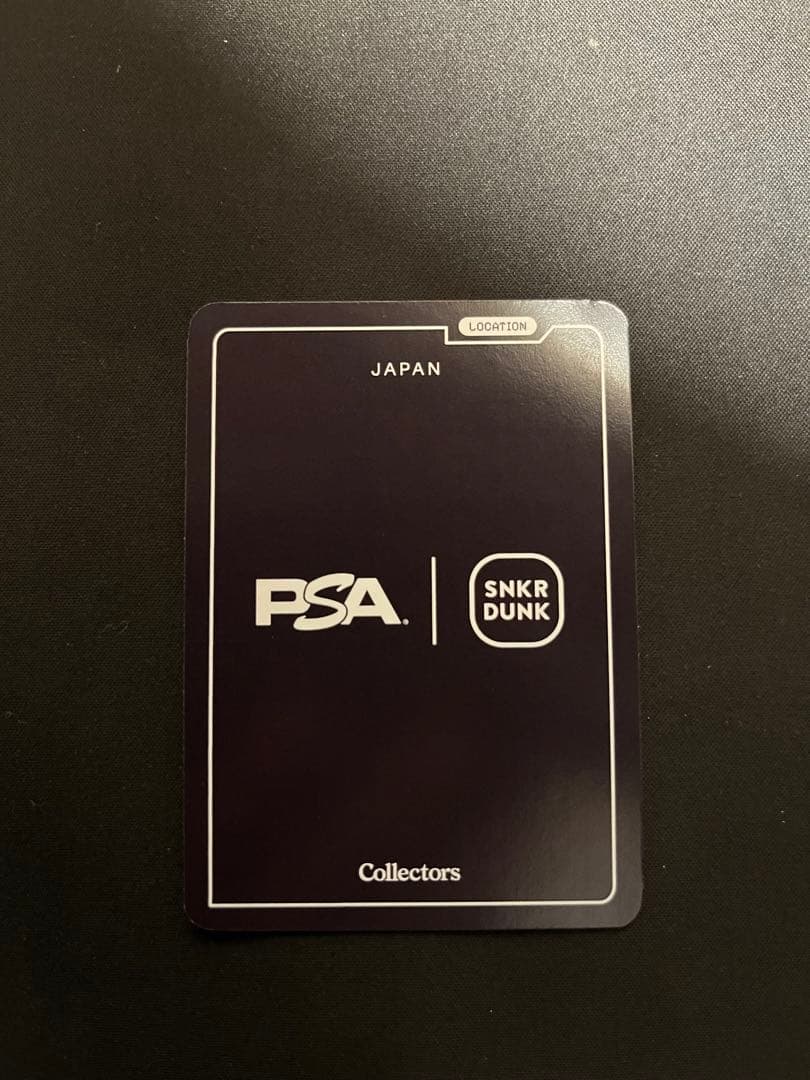 LOCATION
JAPAN
PSA.
SNKR
DUNK
Collectors